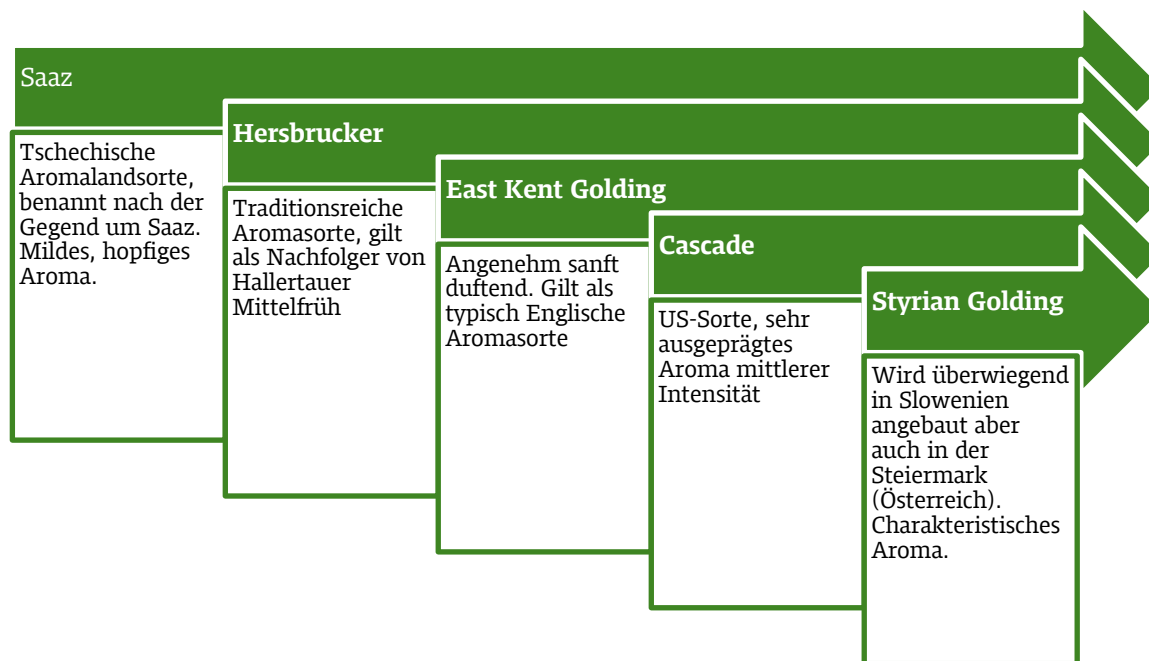 Saaz
Tschechische
Aromalandsorte,
benannt nach der
Gegend um Saaz.
Mildes, hopfiges
Aroma.
Hersbrucker
Traditionsreiche
Aromasorte, gilt
als Nachfolger von
Hallertauer
Mittelfrüh
East Kent Golding
Angenehm sanft
duftend. Gilt als
typisch Englische
Aromasorte
Cascade
US-Sorte, sehr
ausgeprägtes
Aroma mittlerer
Intensität
Styrian Golding
Wird überwiegend
in Slowenien
angebaut aber
auch in der
Steiermark
(Österreich).
Charakteristisches
Aroma.